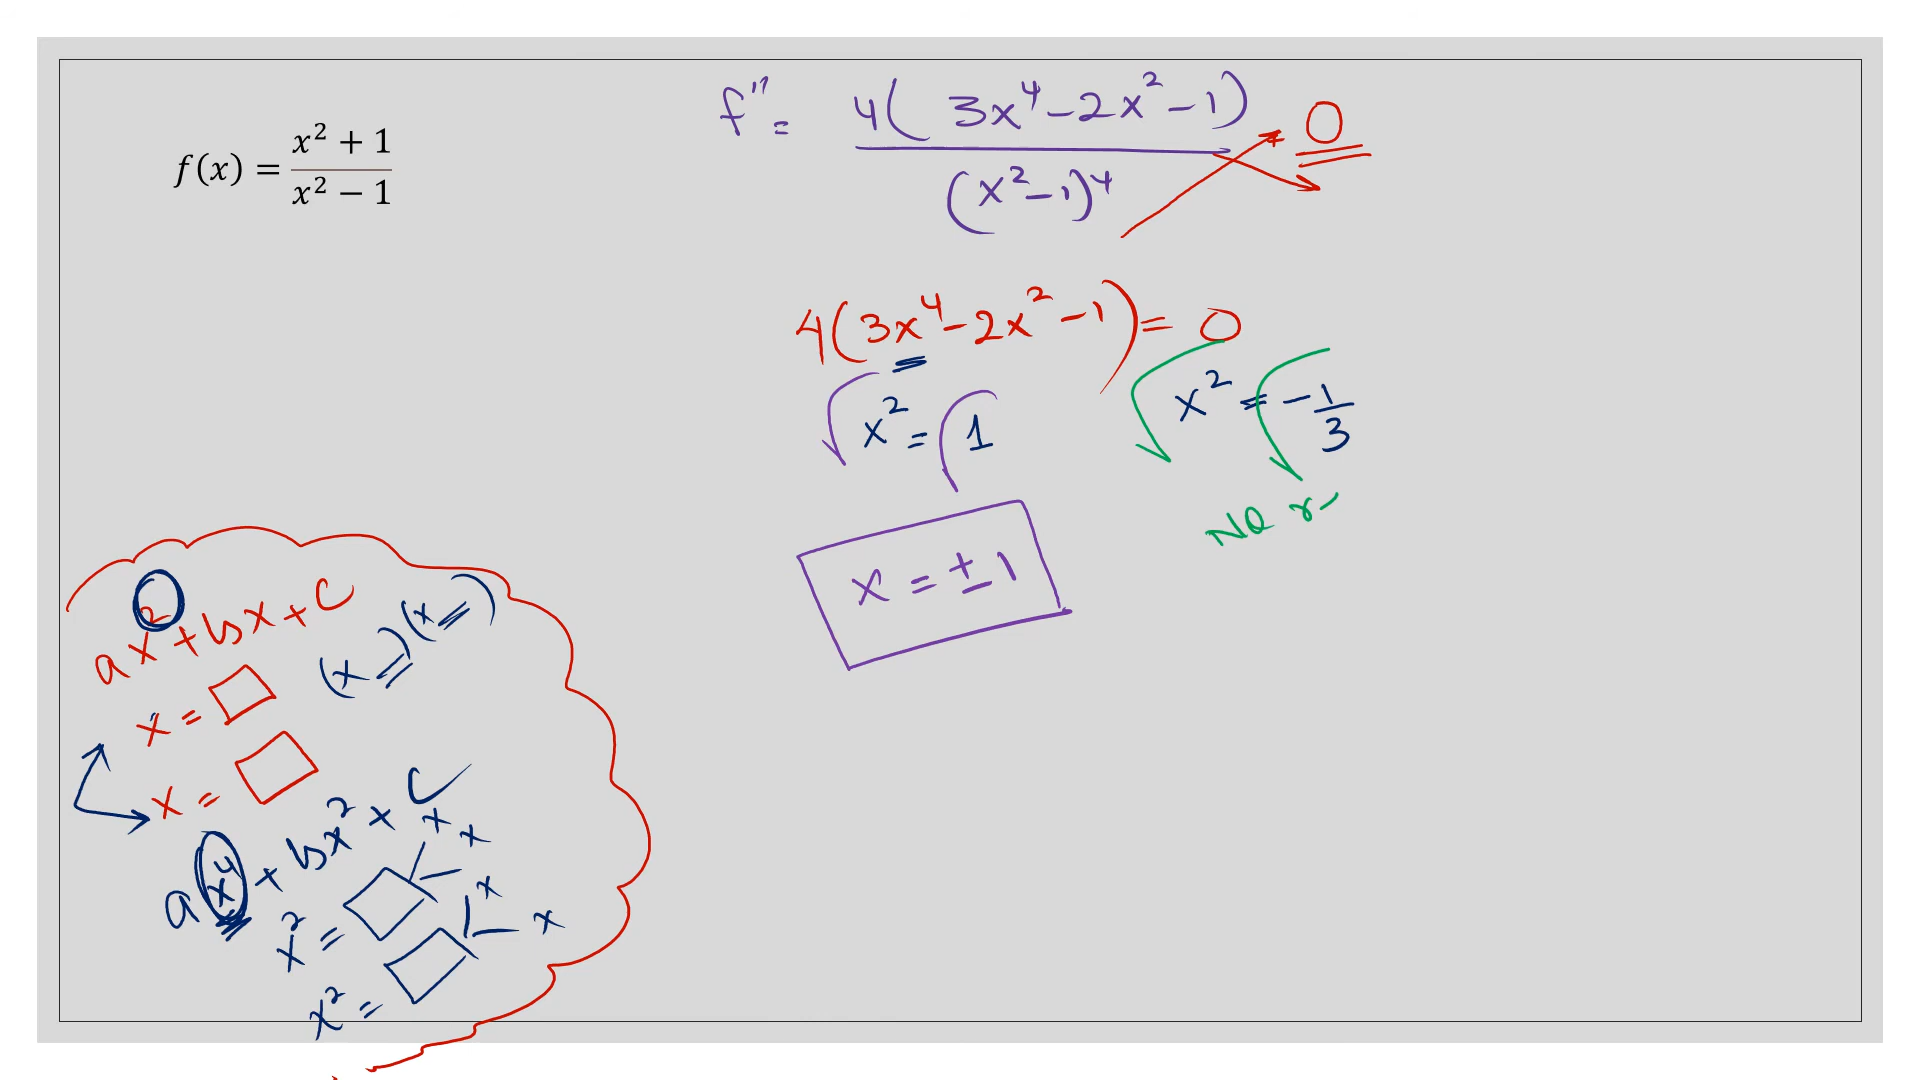 f(x) = (x² + 1)/(x² − 1)
f'' = 4(3x⁴ − 2x² − 1)/(x² − 1)⁴
0
4(3x⁴ − 2x² − 1) = 0
x² = 1
x² = −1/3
x = ±1
ax² + bx + c
(x )(x )
x =
x =
ax⁴ + bx² + c
x x
x² =
x x
x² =